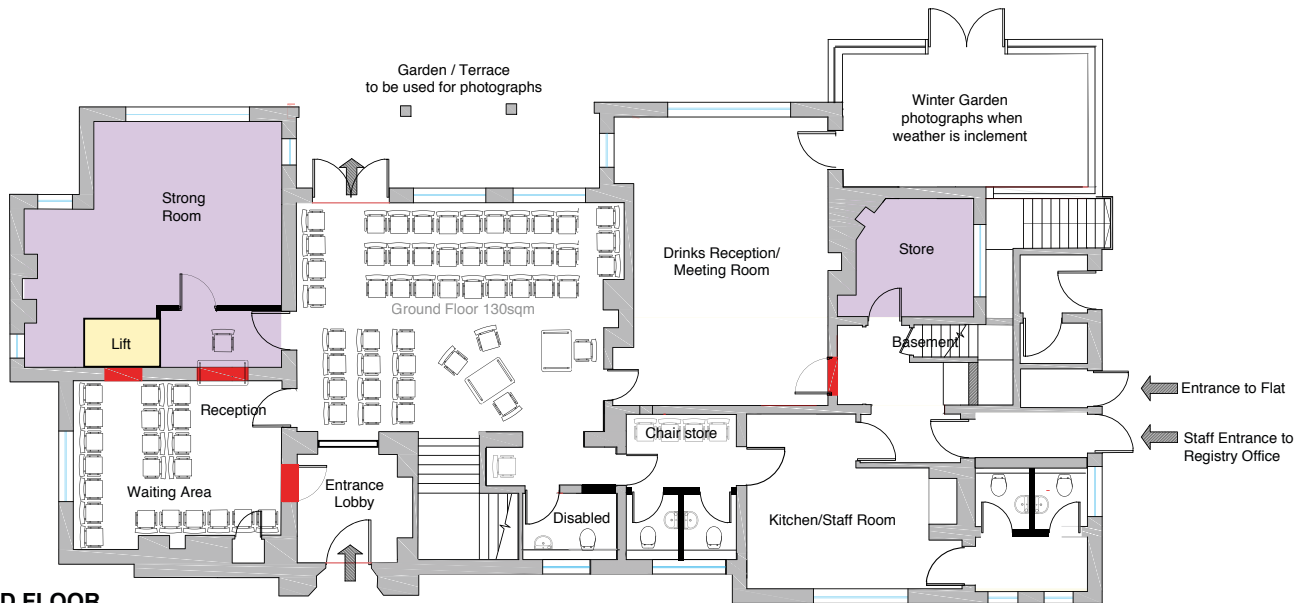 Garden / Terrace
to be used for photographs
Winter Garden
photographs when
weather is inclement
Strong
Room
Store
Drinks Reception/
Meeting Room
Ground Floor 130sqm
Lift
Basement
Entrance to Flat
Reception
Chair store
Staff Entrance to
Registry Office
Waiting Area
Entrance
Lobby
Disabled
Kitchen/Staff Room
D FLOOR